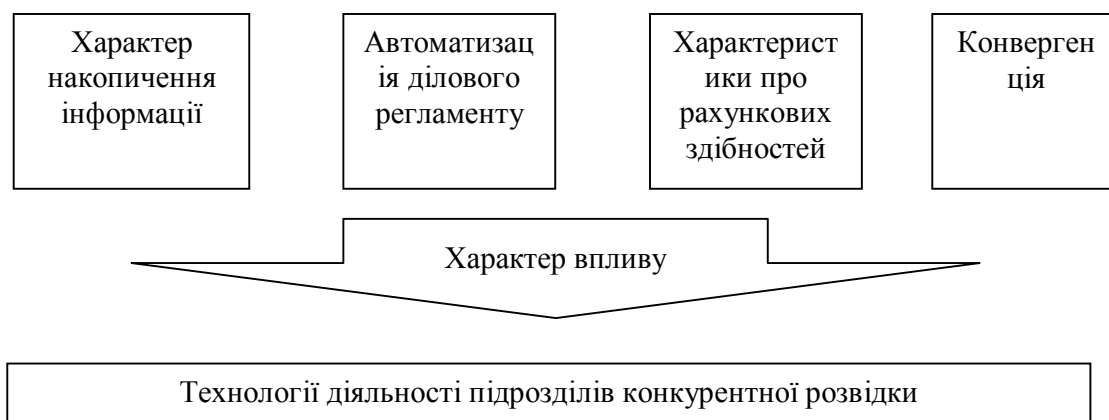 Характер
накопичення
інформації
Автоматизац
ія ділового
регламенту
Характерист
ики про
рахункових
здібностей
Конверген
ція
Характер впливу
Технології діяльності підрозділів конкурентної розвідки